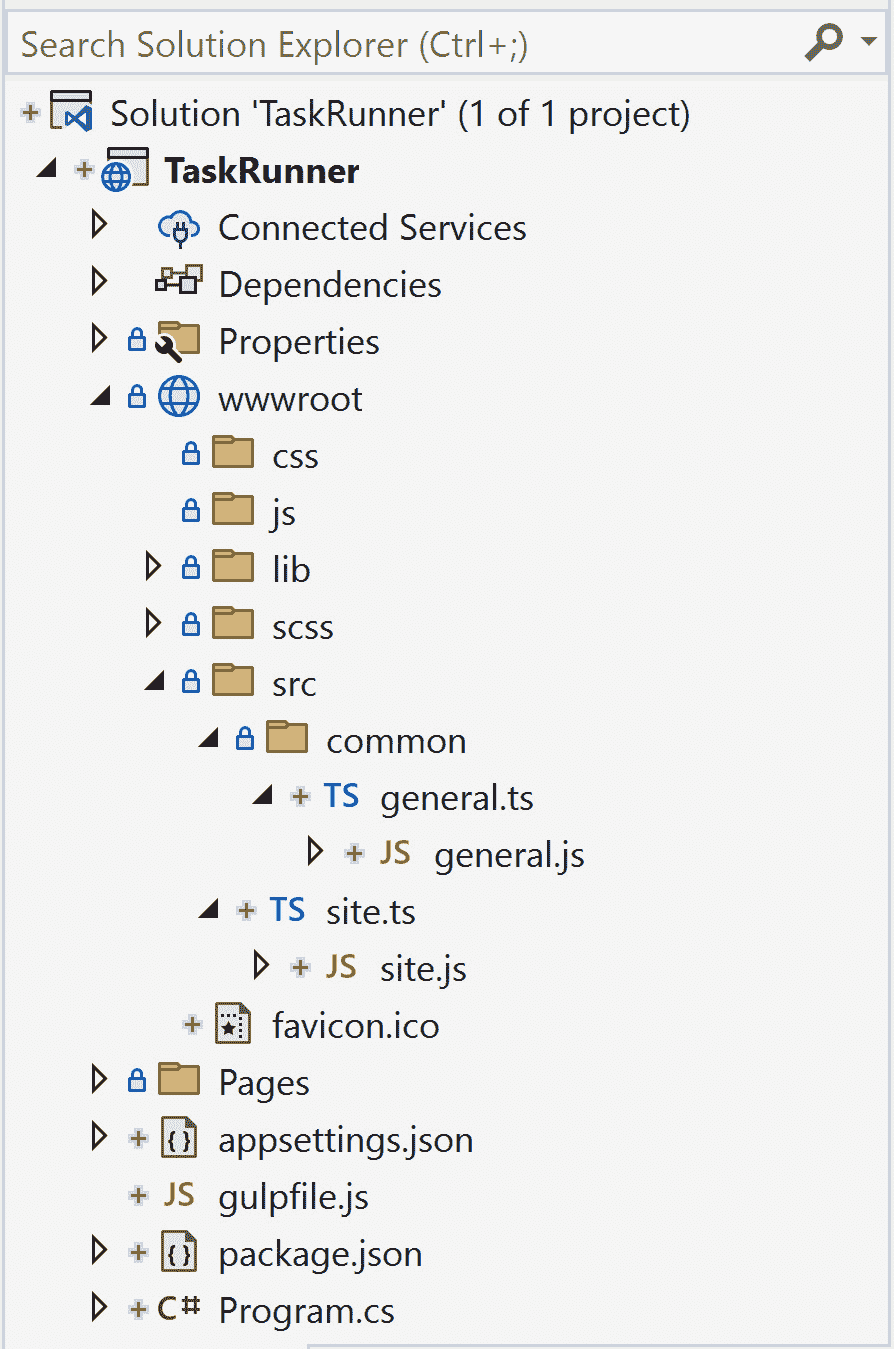 Search Solution Explorer (Ctrl+;)
Solution 'TaskRunner' (1 of 1 project)
TaskRunner
Connected Services
Dependencies
Properties
wwwroot
css
js
lib
scss
src
common
TS general.ts
JS general.js
TS site.ts
JS site.js
favicon.ico
Pages
{} appsettings.json
JS gulpfile.js
{} package.json
C# Program.cs